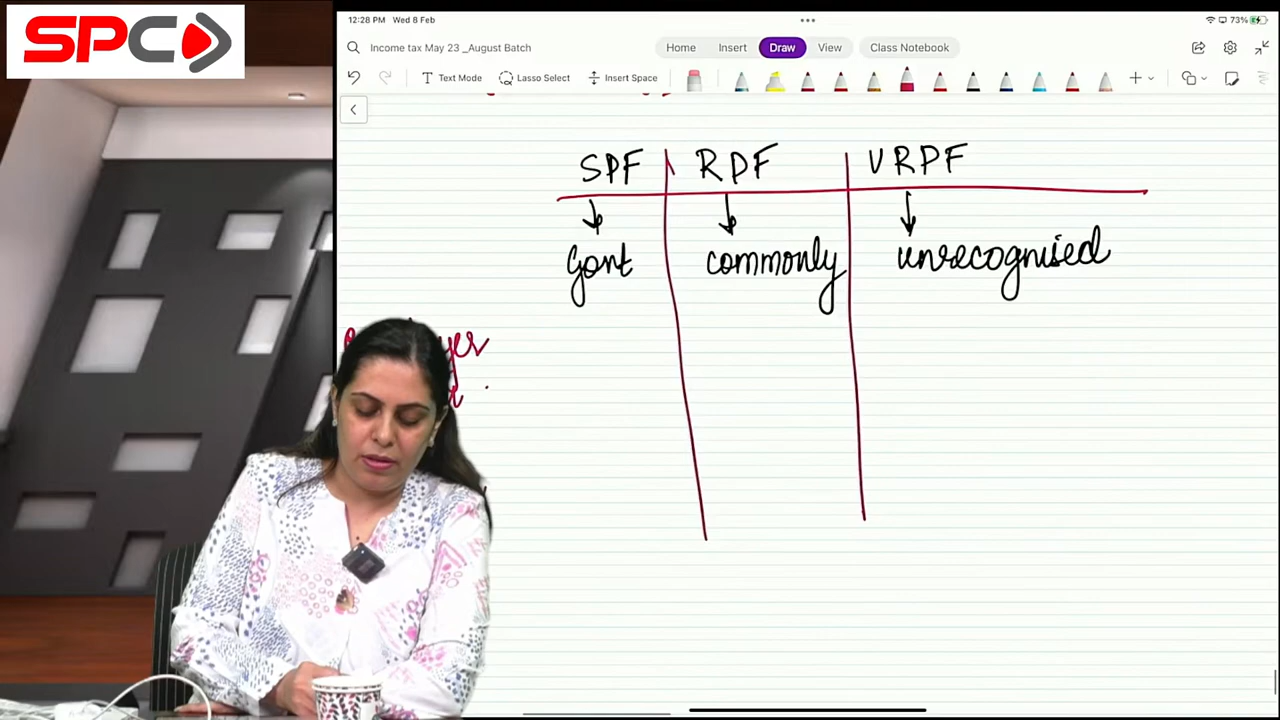 SPC
12:28 PM Wed 8 Feb
73%
Income tax May 23 _August Batch
Home Insert Draw View Class Notebook
Text Mode Lasso Select Insert Space
SPF RPF URPF
Govt commonly unrecognised